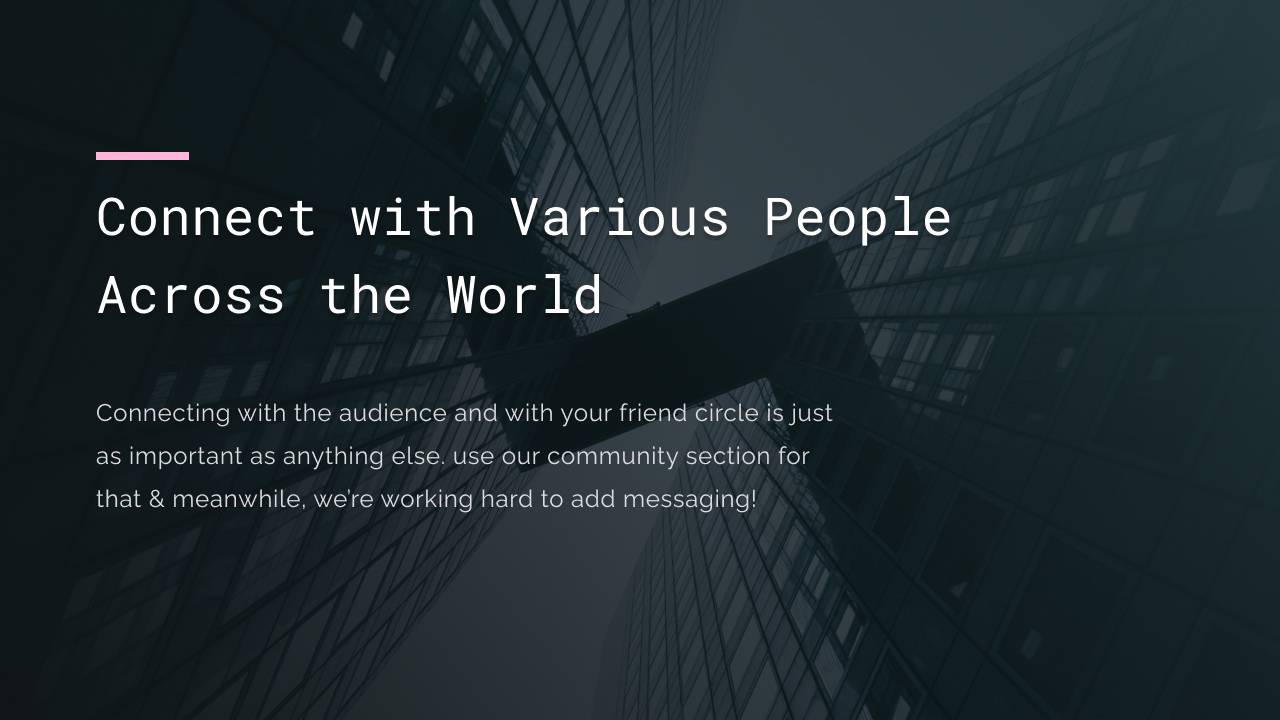 Connect with Various People
Across the World
Connecting with the audience and with your friend circle is just
as important as anything else. use our community section for
that & meanwhile, we're working hard to add messaging!